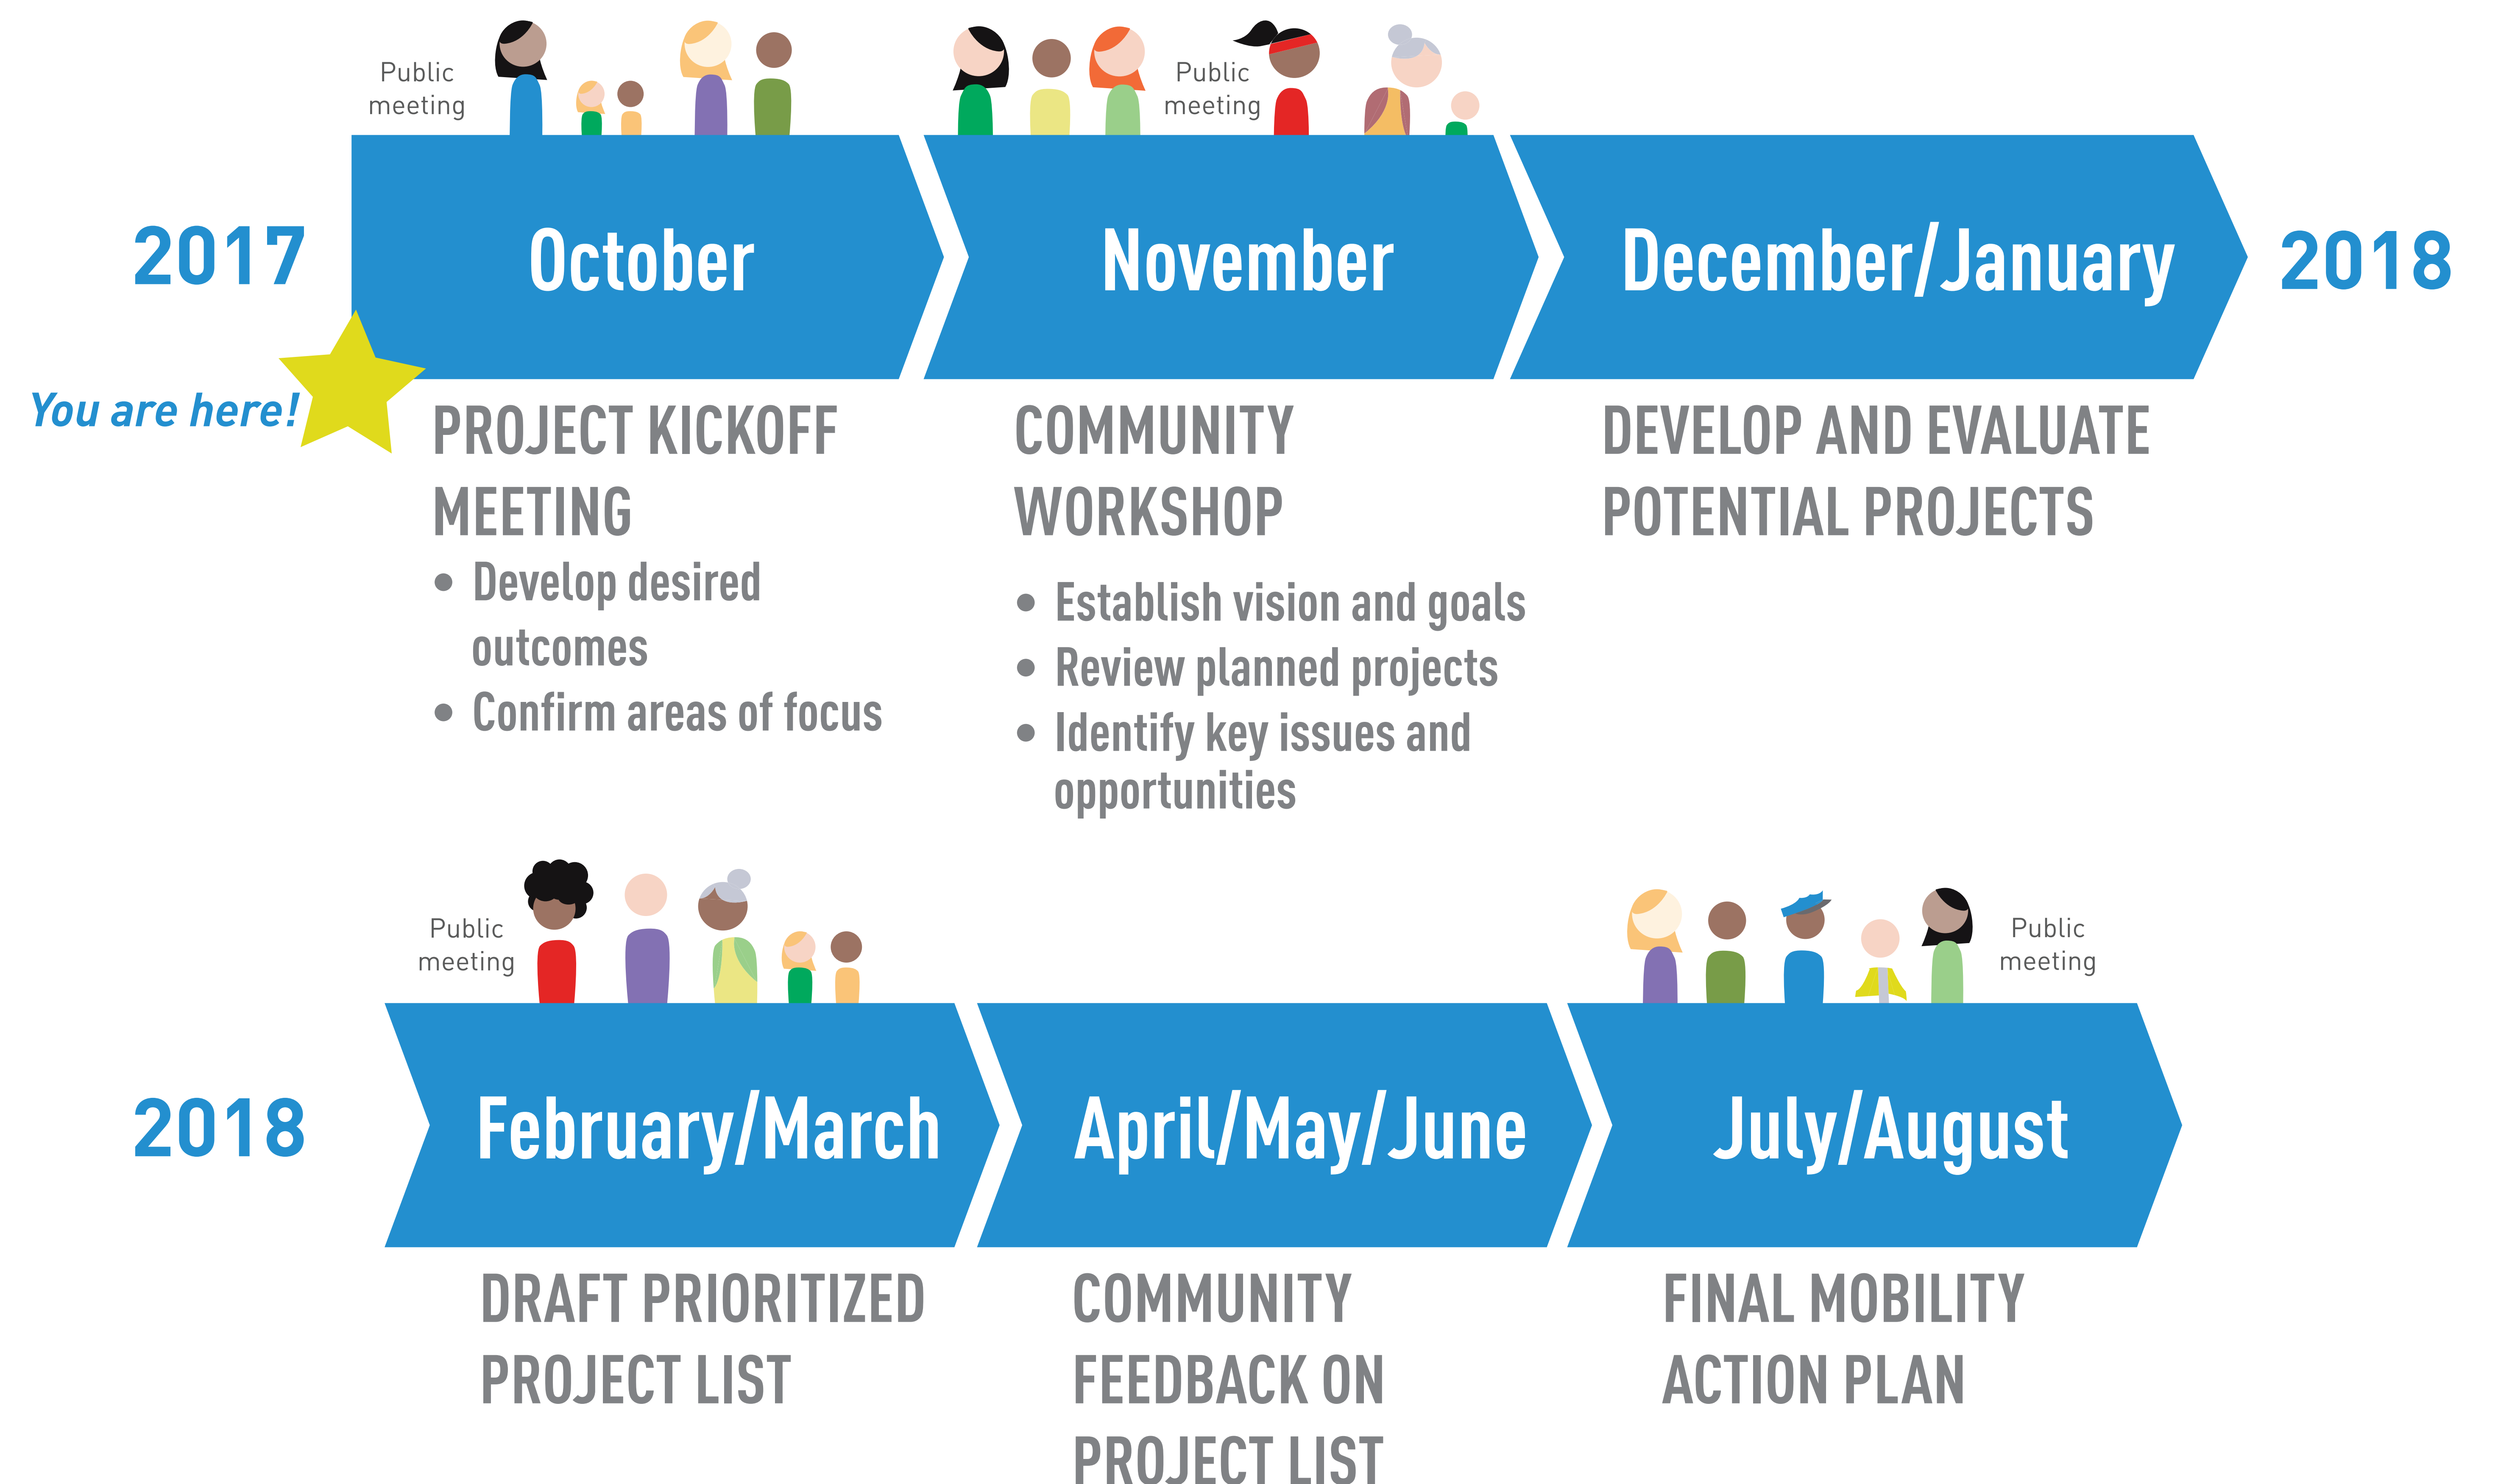 Public
meeting
Public
meeting
2017
October
November
December/January
2018
You are here!
PROJECT KICKOFF
MEETING
• Develop desired
outcomes
• Confirm areas of focus
COMMUNITY
WORKSHOP
• Establish vision and goals
• Review planned projects
• Identify key issues and
opportunities
DEVELOP AND EVALUATE
POTENTIAL PROJECTS
Public
meeting
Public
meeting
2018
February/March
April/May/June
July/August
DRAFT PRIORITIZED
PROJECT LIST
COMMUNITY
FEEDBACK ON
PROJECT LIST
FINAL MOBILITY
ACTION PLAN